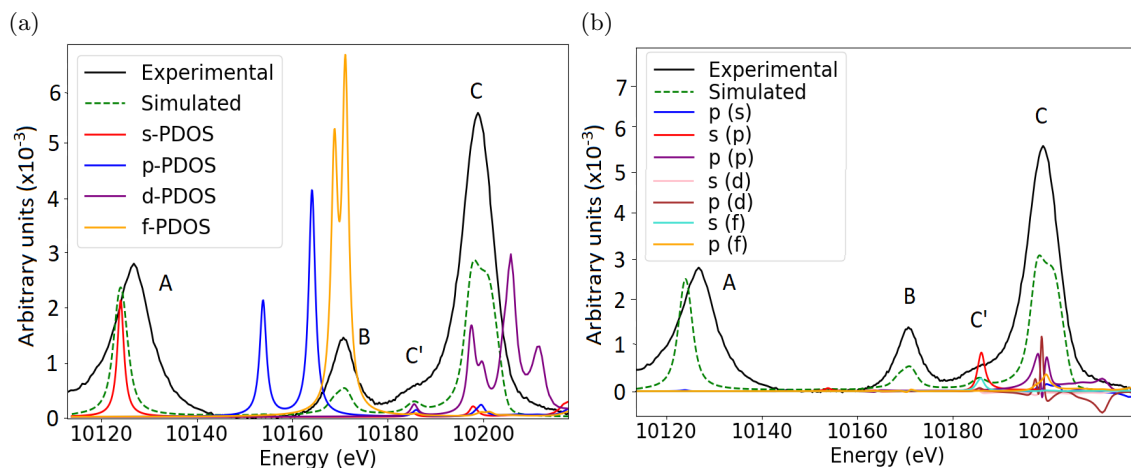 (a)
Arbitrary units (x10⁻³)
6
5
4
3
2
1
0
Experimental
Simulated
s-PDOS
p-PDOS
d-PDOS
f-PDOS
A
B
C'
C
10120 10140 10160 10180 10200
Energy (eV)
(b)
Arbitrary units (x10⁻³)
7
6
5
4
3
2
1
0
Experimental
Simulated
p (s)
s (p)
p (p)
s (d)
p (d)
s (f)
p (f)
A
B
C'
C
10120 10140 10160 10180 10200
Energy (eV)